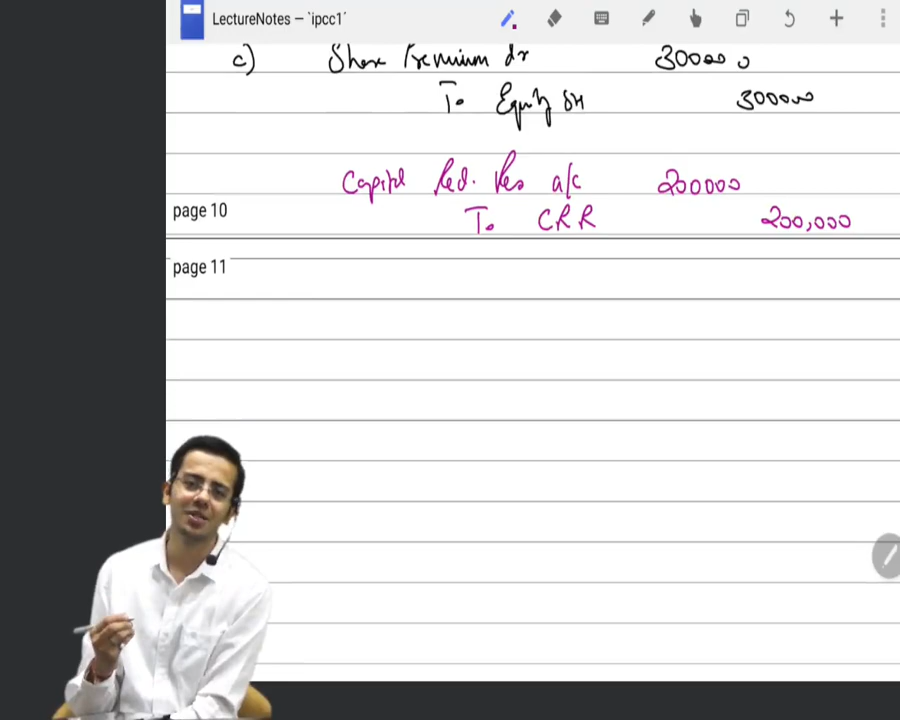 LectureNotes – `ipcc1`
c) Share Premium dr 300000
To Equity SH 300000
Capital Red. Res a/c 200000
To CRR 200,000
page 10
page 11